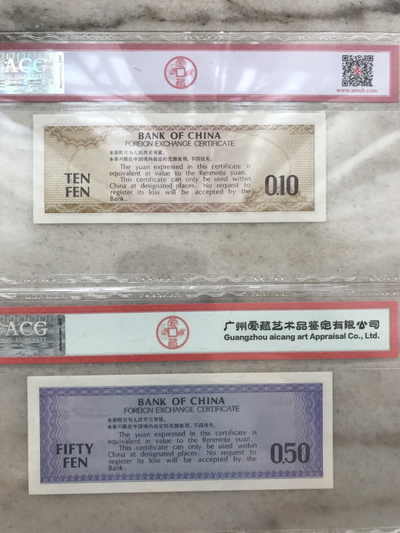 ACG
愛藏
BANK OF CHINA
FOREIGN EXCHANGE CERTIFICATE
本券的元与人民币元等值。
本券只限在中国境内指定的范围使用，不得挂失。
The yuan expressed in this certificate is
equivalent in value to the Renminbi yuan.
This certificate can only be used within
China at designated places. No request to
register its loss will be accepted by the
Bank.
TEN
FEN
0.10
ACG
愛藏
广州爱藏艺术品鉴定有限公司
Guangzhou aicang art Appraisal Co., Ltd.
BANK OF CHINA
FOREIGN EXCHANGE CERTIFICATE
本券的元与人民币元等值。
本券只限在中国境内指定的范围使用，不得挂失。
The yuan expressed in this certificate is
equivalent in value to the Renminbi yuan.
This certificate can only be used within
China at designated places. No request to
register its loss will be accepted by the
Bank.
FIFTY
FEN
0.50